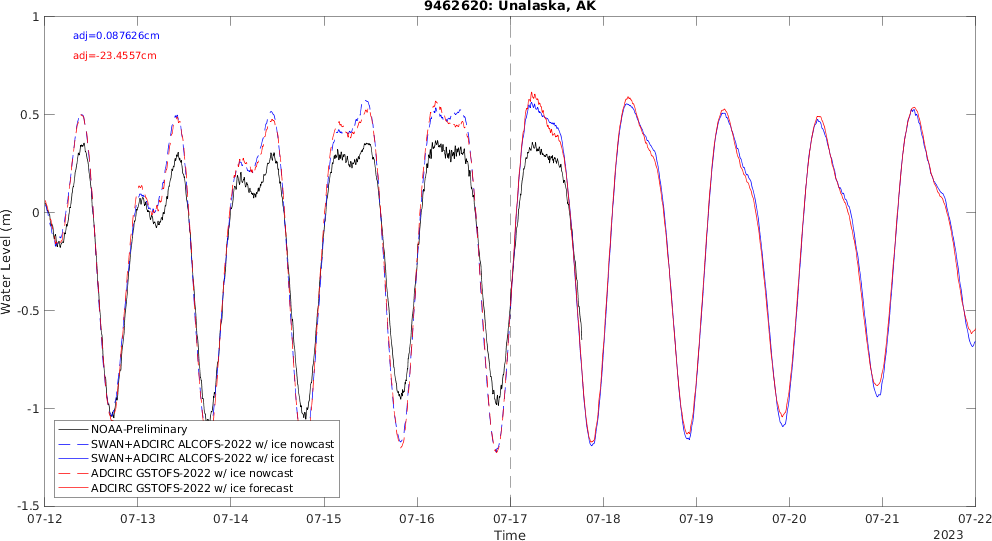 9462620: Unalaska, AK
adj=0.087626cm
adj=-23.4557cm
Water Level (m)
1
0.5
0
-0.5
-1
-1.5
NOAA-Preliminary
SWAN+ADCIRC ALCOFS-2022 w/ ice nowcast
SWAN+ADCIRC ALCOFS-2022 w/ ice forecast
ADCIRC GSTOFS-2022 w/ ice nowcast
ADCIRC GSTOFS-2022 w/ ice forecast
07-12 07-13 07-14 07-15 07-16 07-17 07-18 07-19 07-20 07-21 07-22
Time
2023